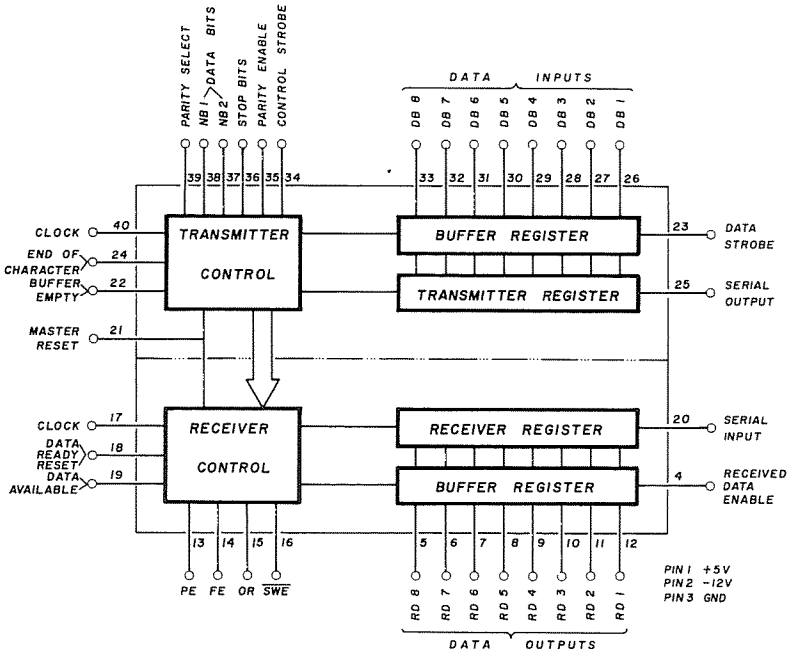 PARITY SELECT
NB1
NB2
DATA BITS
STOP BITS
PARITY ENABLE
CONTROL STROBE
DATA INPUTS
DB 8
DB 7
DB 6
DB 5
DB 4
DB 3
DB 2
DB 1
39 38 37 36 35 34
33 32 31 30 29 28 27 26
CLOCK 40
END OF CHARACTER 24
BUFFER EMPTY 22
TRANSMITTER
CONTROL
BUFFER REGISTER
23 DATA STROBE
TRANSMITTER REGISTER
25 SERIAL OUTPUT
MASTER RESET 21
CLOCK 17
DATA READY RESET 18
DATA AVAILABLE 19
RECEIVER
CONTROL
RECEIVER REGISTER
20 SERIAL INPUT
BUFFER REGISTER
4 RECEIVED DATA ENABLE
13 14 15 16
5 6 7 8 9 10 11 12
PE FE OR SWE
RD 8
RD 7
RD 6
RD 5
RD 4
RD 3
RD 2
RD 1
DATA OUTPUTS
PIN 1 +5V
PIN 2 -12V
PIN 3 GND